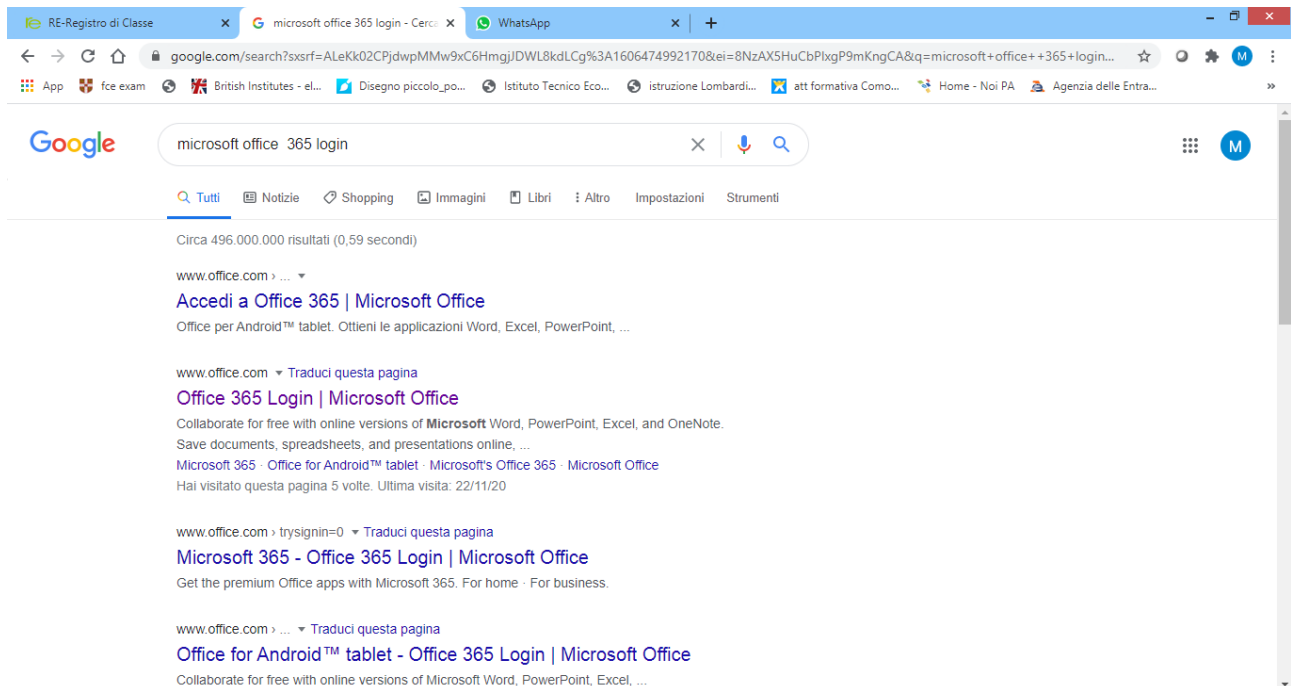 RE-Registro di Classe
microsoft office 365 login - Cerca
WhatsApp
google.com/search?sxsrf=ALeKk02CPjdwpMMw9xC6HmgjJDWL8kdLCg%3A1606474992170&ei=8NzAX5HuCbPlxgP9mKngCA&q=microsoft+office++365+login...
M
App
fce exam
British Institutes - el...
Disegno piccolo_po...
Istituto Tecnico Eco...
istruzione Lombardi...
att formativa Como...
Home - Noi PA
Agenzia delle Entra...
»
Google
microsoft office 365 login
M
Tutti Notizie Shopping Immagini Libri Altro Impostazioni Strumenti
Circa 496.000.000 risultati (0,59 secondi)
www.office.com › ...
Accedi a Office 365 | Microsoft Office
Office per Android™ tablet. Ottieni le applicazioni Word, Excel, PowerPoint, ...
www.office.com Traduci questa pagina
Office 365 Login | Microsoft Office
Collaborate for free with online versions of Microsoft Word, PowerPoint, Excel, and OneNote.
Save documents, spreadsheets, and presentations online, ...
Microsoft 365 · Office for Android™ tablet · Microsoft's Office 365 · Microsoft Office
Hai visitato questa pagina 5 volte. Ultima visita: 22/11/20
www.office.com › trysignin=0 Traduci questa pagina
Microsoft 365 - Office 365 Login | Microsoft Office
Get the premium Office apps with Microsoft 365. For home · For business.
www.office.com › ... Traduci questa pagina
Office for Android™ tablet - Office 365 Login | Microsoft Office
Collaborate for free with online versions of Microsoft Word, PowerPoint, Excel, ...